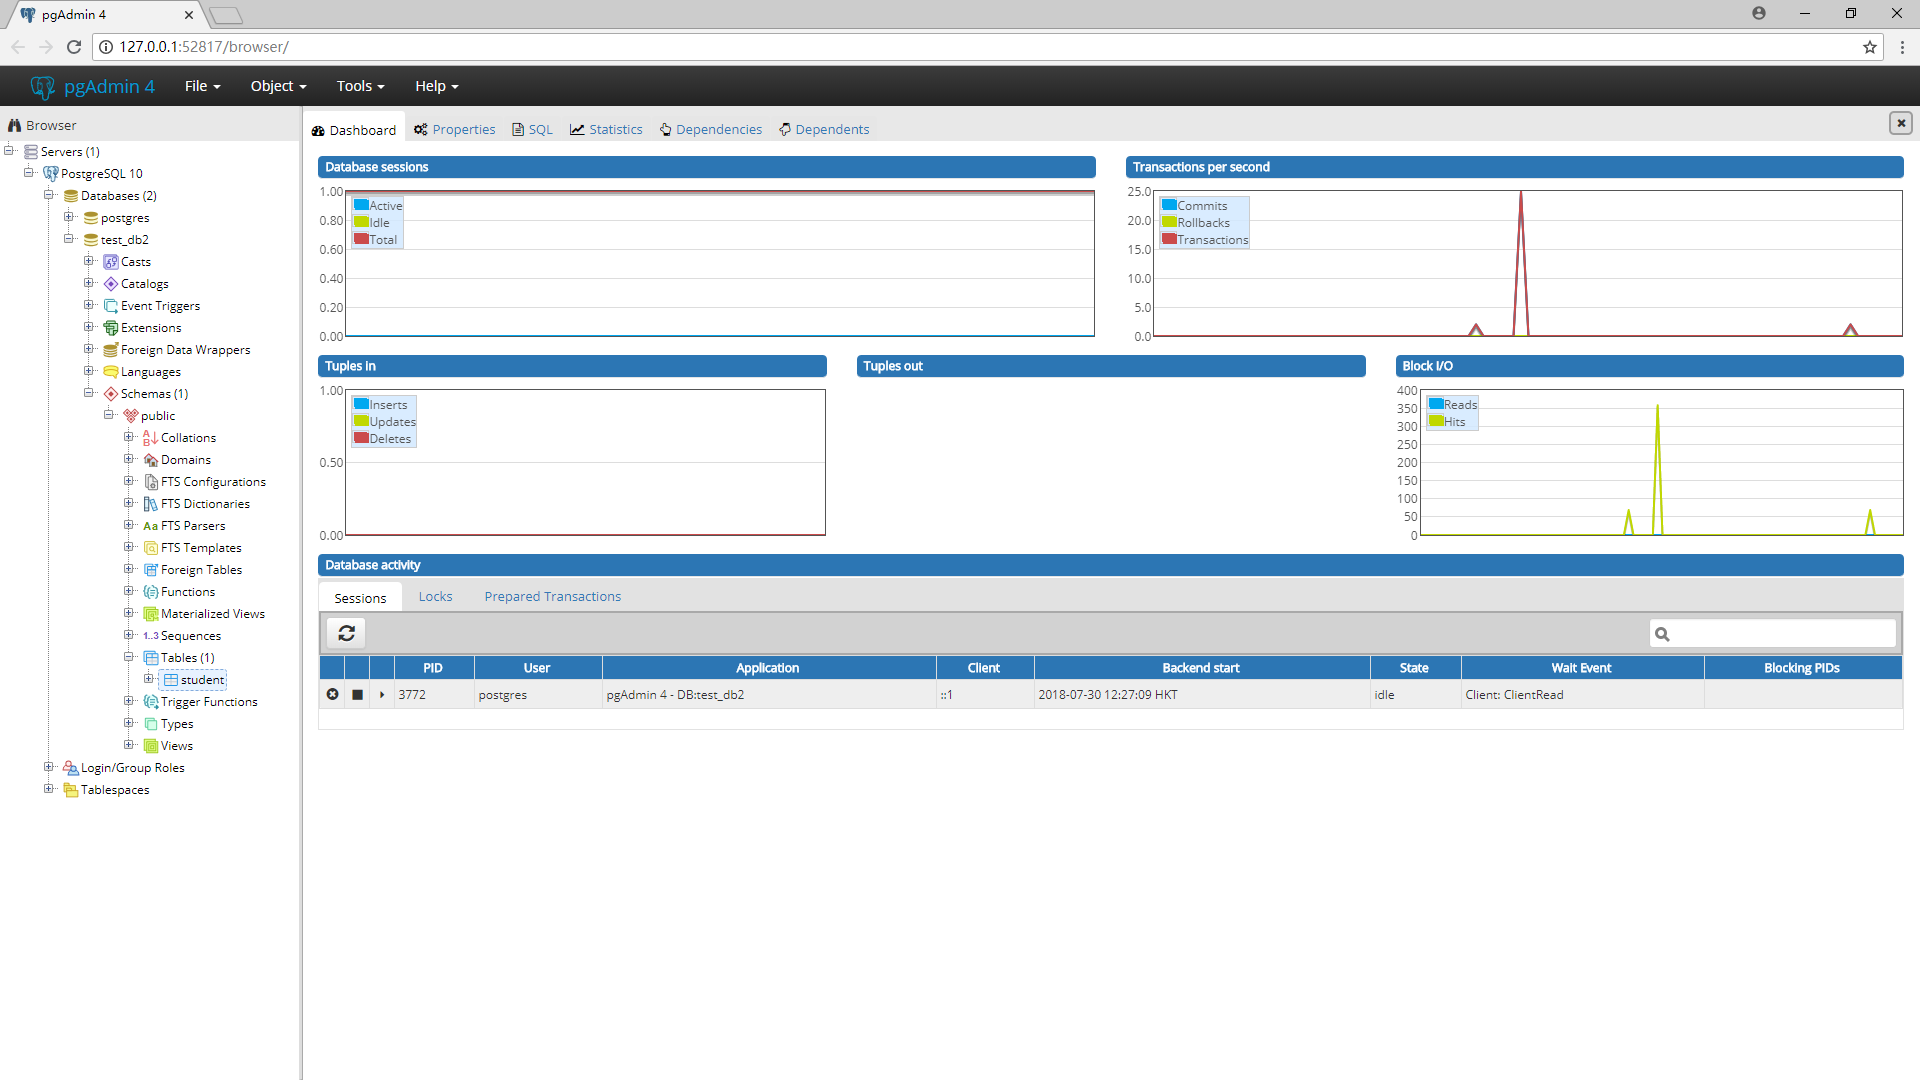 pgAdmin 4
127.0.0.1:52817/browser/
pgAdmin 4 File Object Tools Help
Browser
Servers (1)
PostgreSQL 10
Databases (2)
postgres
test_db2
Casts
Catalogs
Event Triggers
Extensions
Foreign Data Wrappers
Languages
Schemas (1)
public
Collations
Domains
FTS Configurations
FTS Dictionaries
Aa FTS Parsers
FTS Templates
Foreign Tables
Functions
Materialized Views
1..3 Sequences
Tables (1)
student
Trigger Functions
Types
Views
Login/Group Roles
Tablespaces
Dashboard Properties SQL Statistics Dependencies Dependents
Database sessions
1.00
0.80
0.60
0.40
0.20
0.00
Active
Idle
Total
Transactions per second
25.0
20.0
15.0
10.0
5.0
0.0
Commits
Rollbacks
Transactions
Tuples in
1.00
0.50
0.00
Inserts
Updates
Deletes
Tuples out
Block I/O
400
350
300
250
200
150
100
50
0
Reads
Hits
Database activity
Sessions Locks Prepared Transactions
PID User Application Client Backend start State Wait Event Blocking PIDs
3772 postgres pgAdmin 4 - DB:test_db2 ::1 2018-07-30 12:27:09 HKT idle Client: ClientRead